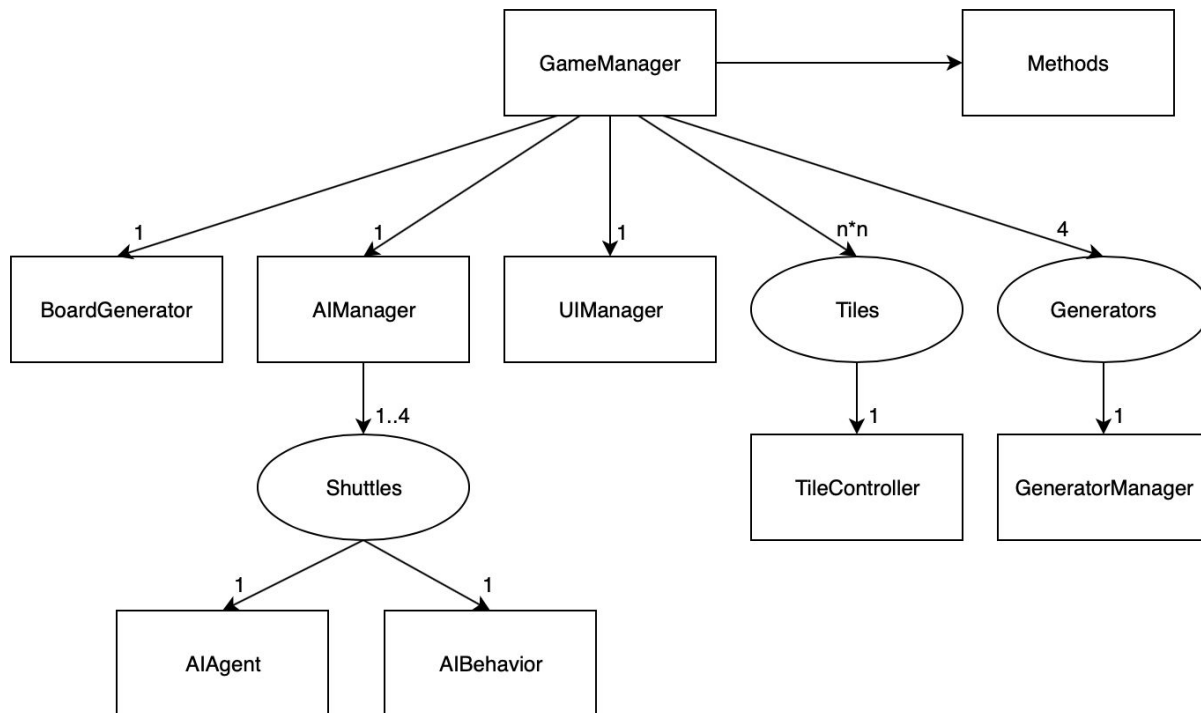 GameManager
Methods
1
1
1
n*n
4
BoardGenerator
AIManager
UIManager
Tiles
Generators
1..4
1
1
Shuttles
TileController
GeneratorManager
1
1
AIAgent
AIBehavior